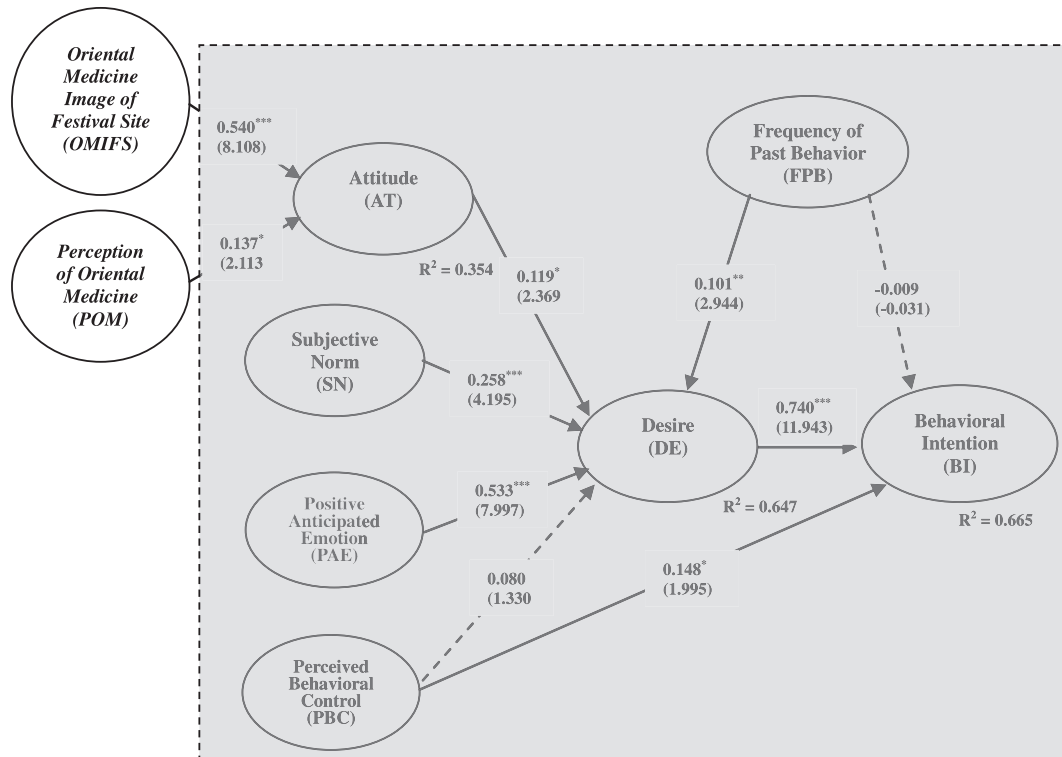 Oriental
Medicine
Image of
Festival Site
(OMIFS)
Perception
of Oriental
Medicine
(POM)
0.540***
(8.108)
0.137*
(2.113
Attitude
(AT)
R² = 0.354
Frequency of
Past Behavior
(FPB)
0.119*
(2.369
0.101**
(2.944)
-0.009
(-0.031)
Subjective
Norm
(SN)
0.258***
(4.195)
Desire
(DE)
R² = 0.647
0.740***
(11.943)
Behavioral
Intention
(BI)
R² = 0.665
Positive
Anticipated
Emotion
(PAE)
0.533***
(7.997)
0.080
(1.330
0.148*
(1.995)
Perceived
Behavioral
Control
(PBC)